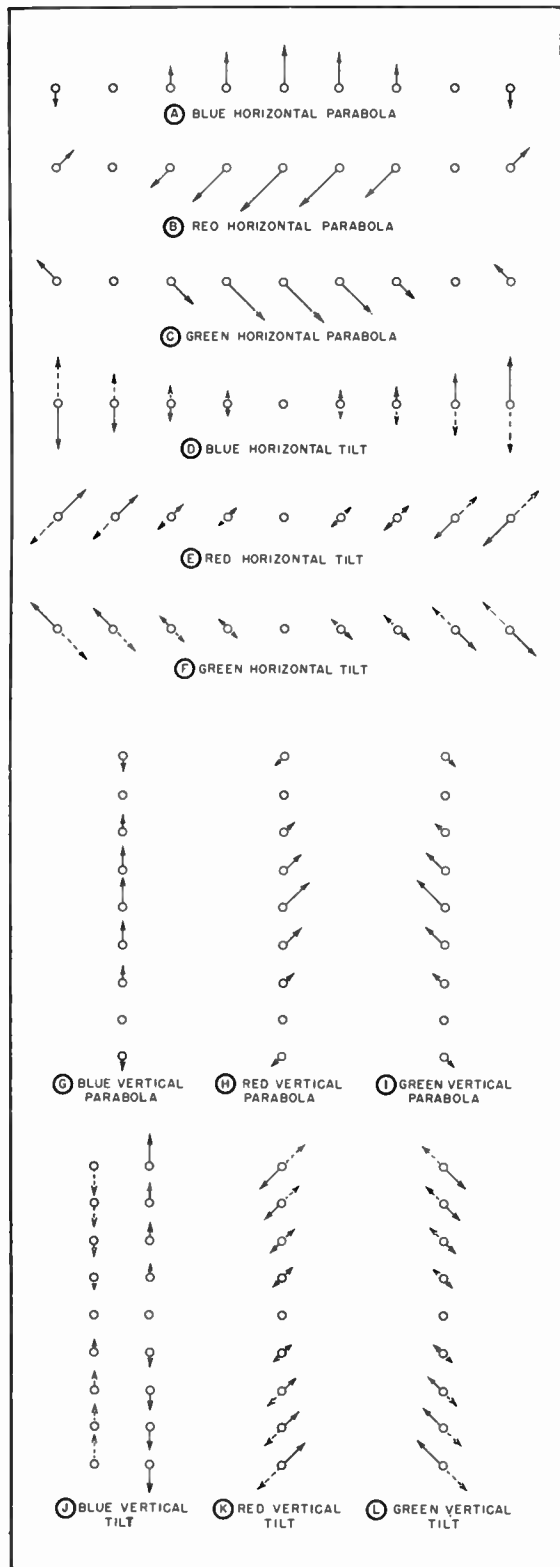 A BLUE HORIZONTAL PARABOLA
B REO HORIZONTAL PARABOLA
C GREEN HORIZONTAL PARABOLA
D BLUE HORIZONTAL TILT
E RED HORIZONTAL TILT
F GREEN HORIZONTAL TILT
G BLUE VERTICAL
PARABOLA
H RED VERTICAL
PARABOLA
I GREEN VERTICAL
PARABOLA
J BLUE VERTICAL
TILT
K RED VERTICAL
TILT
L GREEN VERTICAL
TILT